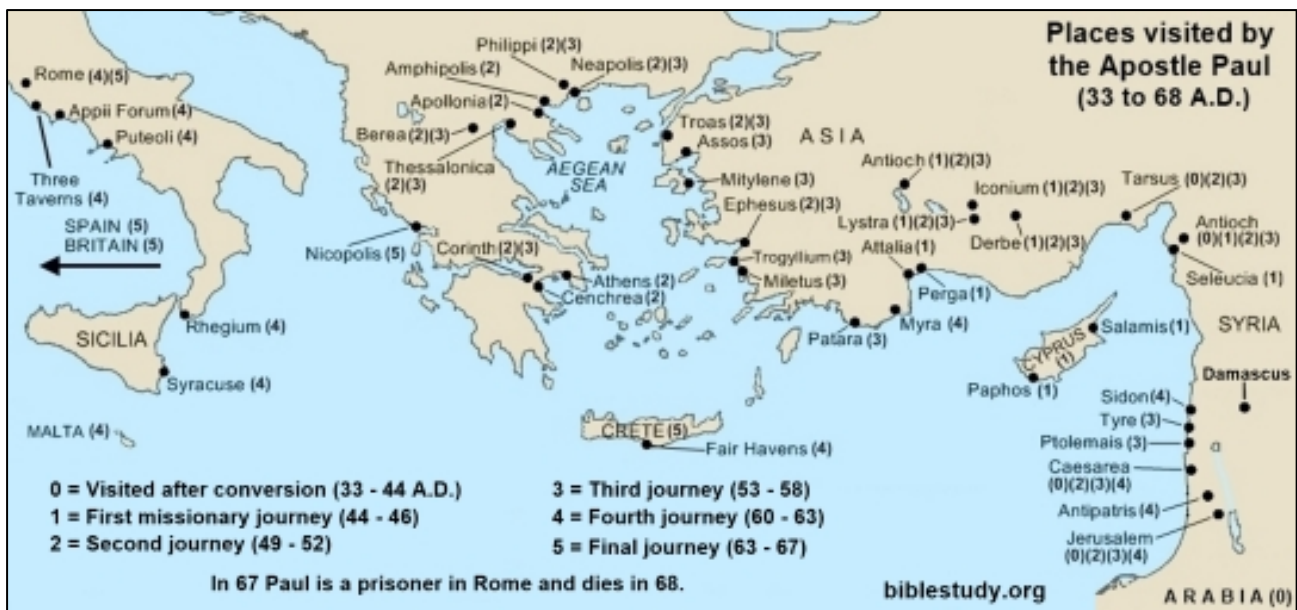 Places visited by
the Apostle Paul
(33 to 68 A.D.)
Rome (4)(5)
Appii Forum (4)
Puteoli (4)
Three
Taverns (4)
SPAIN (5)
BRITAIN (5)
SICILIA
Rhegium (4)
Syracuse (4)
MALTA (4)
Philippi (2)(3)
Neapolis (2)(3)
Amphipolis (2)
Apollonia (2)
Berea (2)(3)
Thessalonica
(2)(3)
AEGEAN
SEA
Nicopolis (5)
Corinth (2)(3)
Athens (2)
Cenchrea (2)
CRETE (5)
Fair Havens (4)
ASIA
Troas (2)(3)
Assos (3)
Mitylene (3)
Ephesus (2)(3)
Trogyllium (3)
Miletus (3)
Patara (3)
Myra (4)
Attalia (1)
Perga (1)
Antioch (1)(2)(3)
Iconium (1)(2)(3)
Lystra (1)(2)(3)
Derbe (1)(2)(3)
Tarsus (0)(2)(3)
Antioch
(0)(1)(2)(3)
Seleucia (1)
SYRIA
CYPRUS
(1)
Salamis (1)
Paphos (1)
Damascus
Sidon (4)
Tyre (3)
Ptolemais (3)
Caesarea
(0)(2)(3)(4)
Antipatris (4)
Jerusalem
(0)(2)(3)(4)
ARABIA (0)
0 = Visited after conversion (33 - 44 A.D.)
1 = First missionary journey (44 - 46)
2 = Second journey (49 - 52)
3 = Third journey (53 - 58)
4 = Fourth journey (60 - 63)
5 = Final journey (63 - 67)
In 67 Paul is a prisoner in Rome and dies in 68.
biblestudy.org